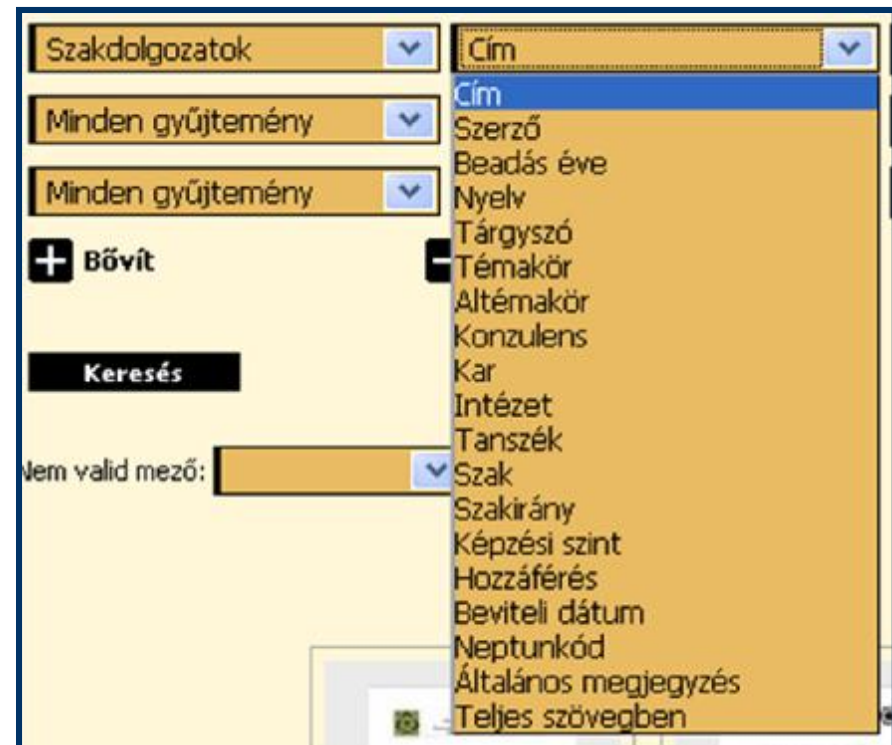 Szakdolgozatok
Cím
Minden gyűjtemény
Minden gyűjtemény
Bővít
Keresés
Nem valid mező:
Cím
Szerző
Beadás éve
Nyelv
Tárgyszó
Témakör
Altémakör
Konzulens
Kar
Intézet
Tanszék
Szak
Szakirány
Képzési szint
Hozzáférés
Beviteli dátum
Neptunkód
Általános megjegyzés
Teljes szövegben